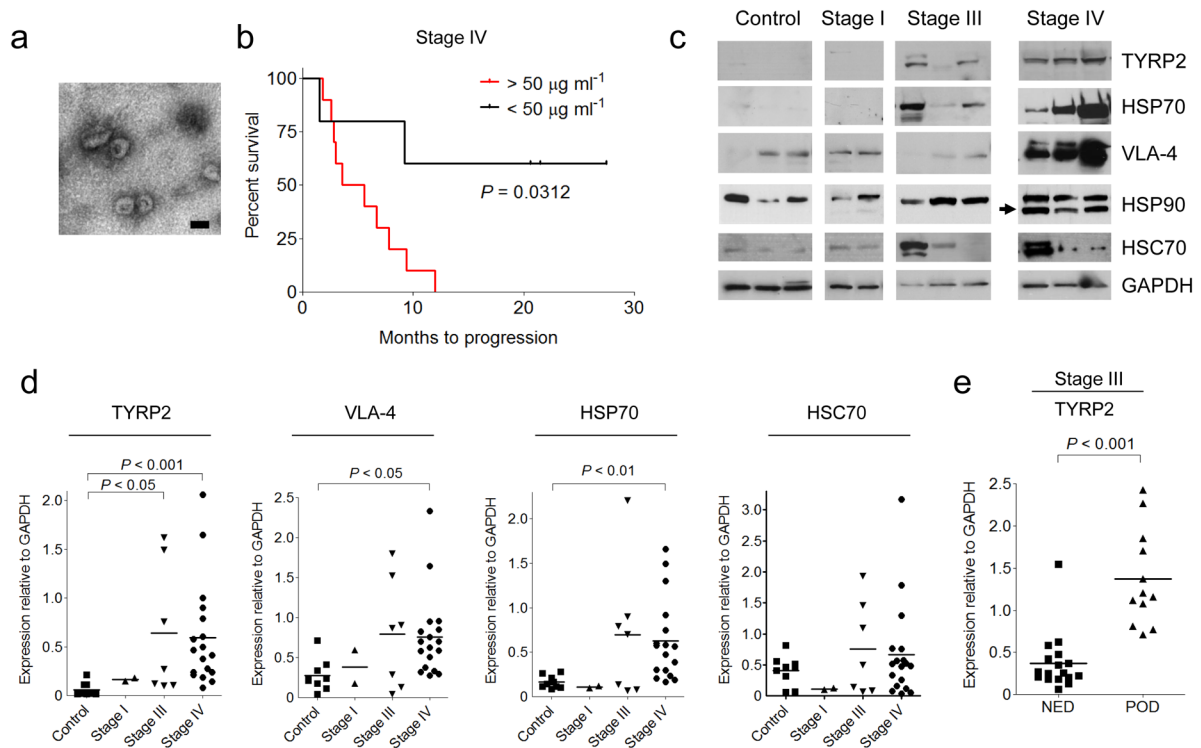 a
b
Stage IV
> 50 μg ml-1
< 50 μg ml-1
P = 0.0312
Percent survival
100
75
50
25
0
0 10 20 30
Months to progression
c
Control Stage I Stage III Stage IV
TYRP2
HSP70
VLA-4
HSP90
HSC70
GAPDH
d
TYRP2
P < 0.001
P < 0.05
Expression relative to GAPDH
2.0
1.5
1.0
0.5
0
Control Stage I Stage III Stage IV
VLA-4
P < 0.05
Expression relative to GAPDH
2.5
2.0
1.5
1.0
0.5
0
Control Stage I Stage III Stage IV
HSP70
P < 0.01
Expression relative to GAPDH
2.0
1.5
1.0
0.5
0
Control Stage I Stage III Stage IV
HSC70
Expression relative to GAPDH
3.0
2.5
2.0
1.5
1.0
0.5
0
Control Stage I Stage III Stage IV
e
Stage III
TYRP2
P < 0.001
Expression relative to GAPDH
2.5
2.0
1.5
1.0
0.5
0
NED POD